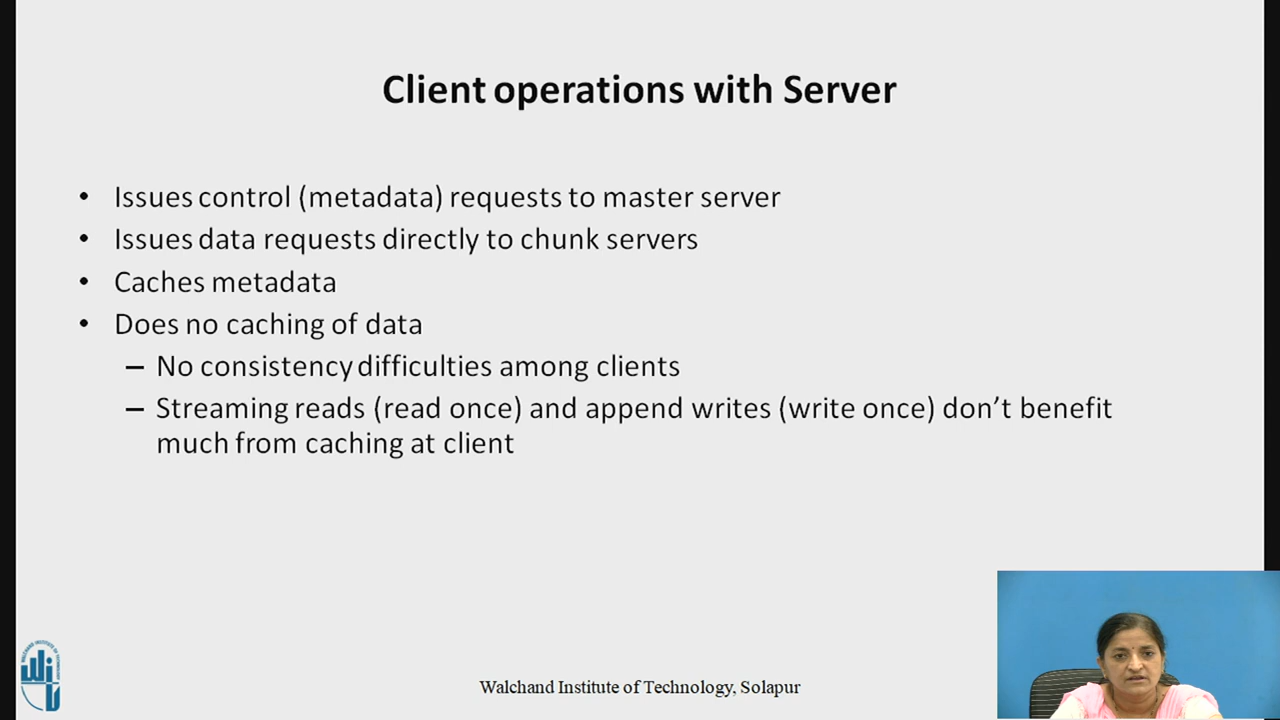 Client operations with Server
• Issues control (metadata) requests to master server
• Issues data requests directly to chunk servers
• Caches metadata
• Does no caching of data
– No consistency difficulties among clients
– Streaming reads (read once) and append writes (write once) don’t benefit
much from caching at client
Walchand Institute of Technology, Solapur